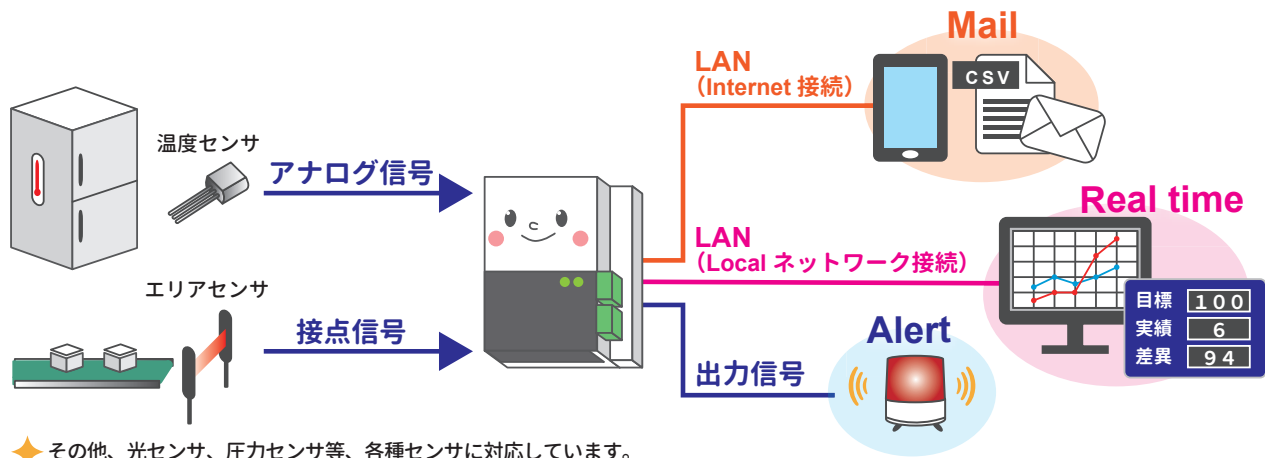 温度センサ
アナログ信号
エリアセンサ
接点信号
LAN
（Internet 接続）
Mail
CSV
LAN
（Local ネットワーク接続）
Real time
目標 100
実績 6
差異 94
出力信号
Alert
その他、光センサ、圧力センサ等、各種センサに対応しています。